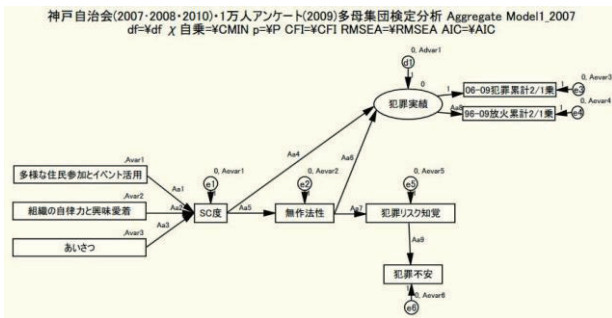 神戸自治会(2007･2008・2010)・1万人アンケート(2009)多母集団検定分析 Aggregate Model1_2007
df=¥df χ自乗=¥CMIN p=¥P CFI=¥CFI RMSEA=¥RMSEA AIC=¥AIC
0, Advar1
d1
1
0
犯罪実績
1
06-09犯罪累計2/1乗
1
0, Aevar3
e3
Aa8
96-09放火累計2/1乗
1
0, Aevar4
e4
,Avar1
多様な住民参加とイベント活用
Aa1
,Avar2
組織の自律力と興味愛着
Aa2
,Avar3
あいさつ
Aa3
0, Aevar1
e1
SC度
Aa4
Aa5
0, Aevar2
e2
無作法性
Aa6
Aa7
0, Aevar5
e5
犯罪リスク知覚
Aa9
犯罪不安
1
0, Aevar6
e6